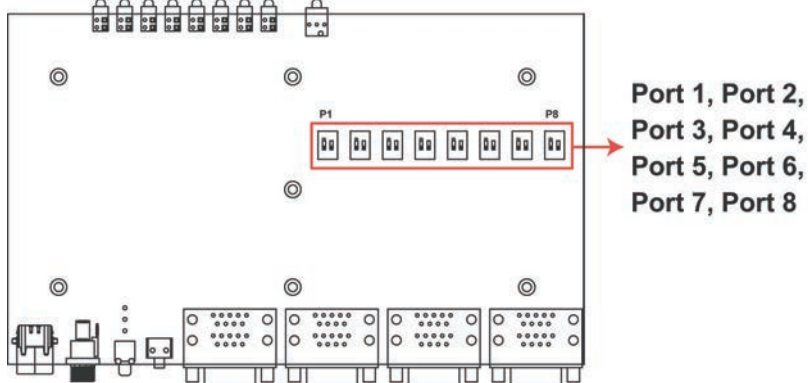 P1 P8
Port 1, Port 2,
Port 3, Port 4,
Port 5, Port 6,
Port 7, Port 8